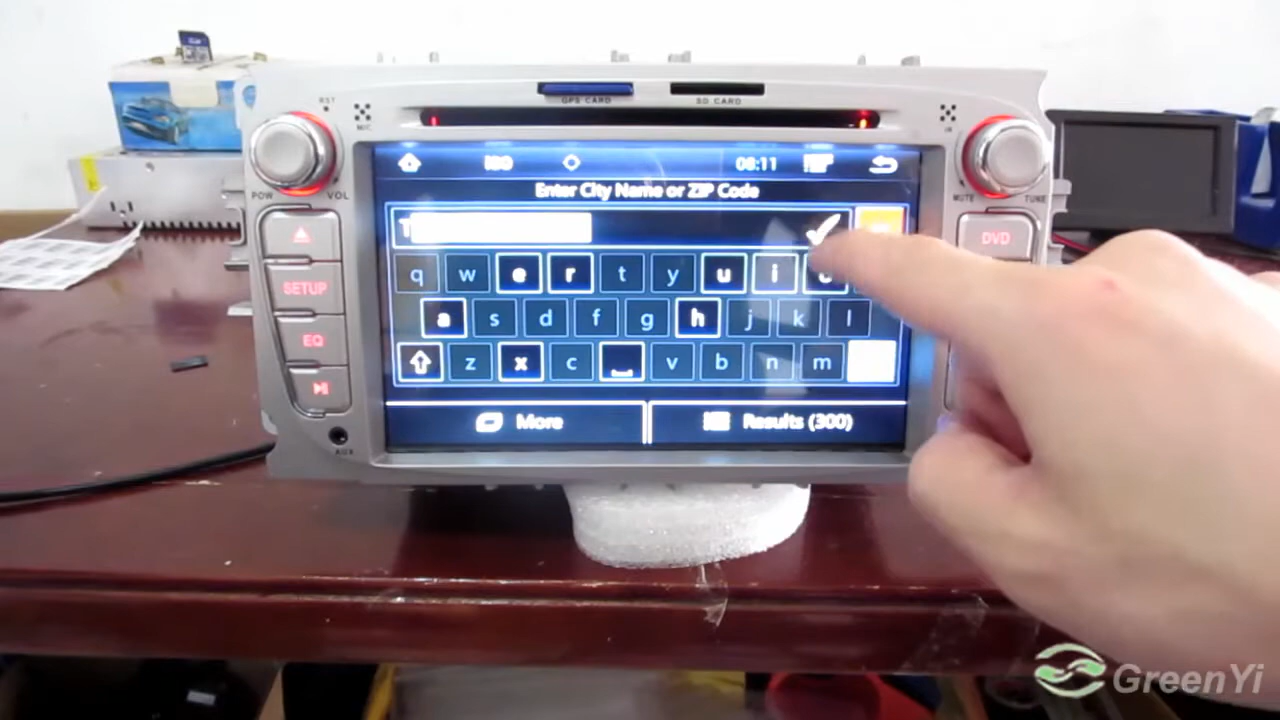 GPS CARD
SD CARD
RST
MIC
IR
POW
VOL
MUTE
TUNE
08:11
Enter City Name or ZIP Code
T
q w e r t y u i
a s d f g h j k l
z x c v b n m
More
Results (300)
SETUP
EQ
AUX
DVD
GreenYi